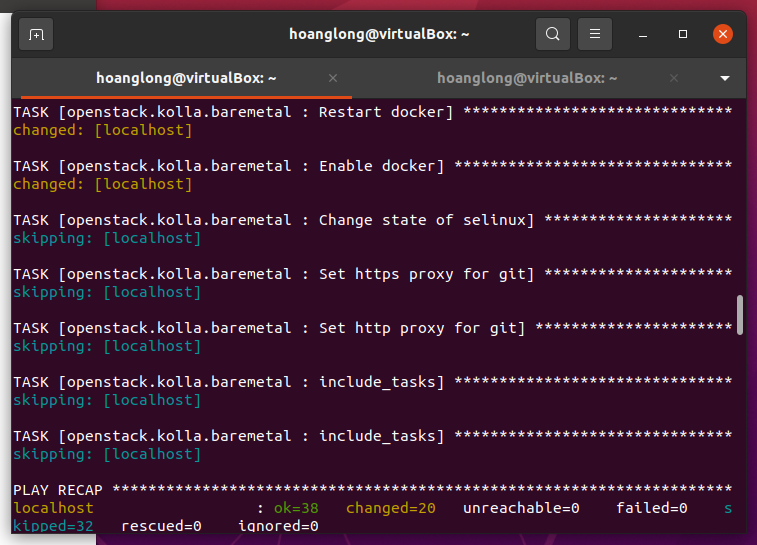 hoanglong@virtualBox: ~
hoanglong@virtualBox: ~ hoanglong@virtualBox: ~
TASK [openstack.kolla.baremetal : Restart docker] ******************************
changed: [localhost]
TASK [openstack.kolla.baremetal : Enable docker] *******************************
changed: [localhost]
TASK [openstack.kolla.baremetal : Change state of selinux] *********************
skipping: [localhost]
TASK [openstack.kolla.baremetal : Set https proxy for git] *********************
skipping: [localhost]
TASK [openstack.kolla.baremetal : Set http proxy for git] **********************
skipping: [localhost]
TASK [openstack.kolla.baremetal : include_tasks] *******************************
skipping: [localhost]
TASK [openstack.kolla.baremetal : include_tasks] *******************************
skipping: [localhost]
PLAY RECAP *********************************************************************
localhost                  : ok=38   changed=20   unreachable=0    failed=0    s
kipped=32   rescued=0    ignored=0